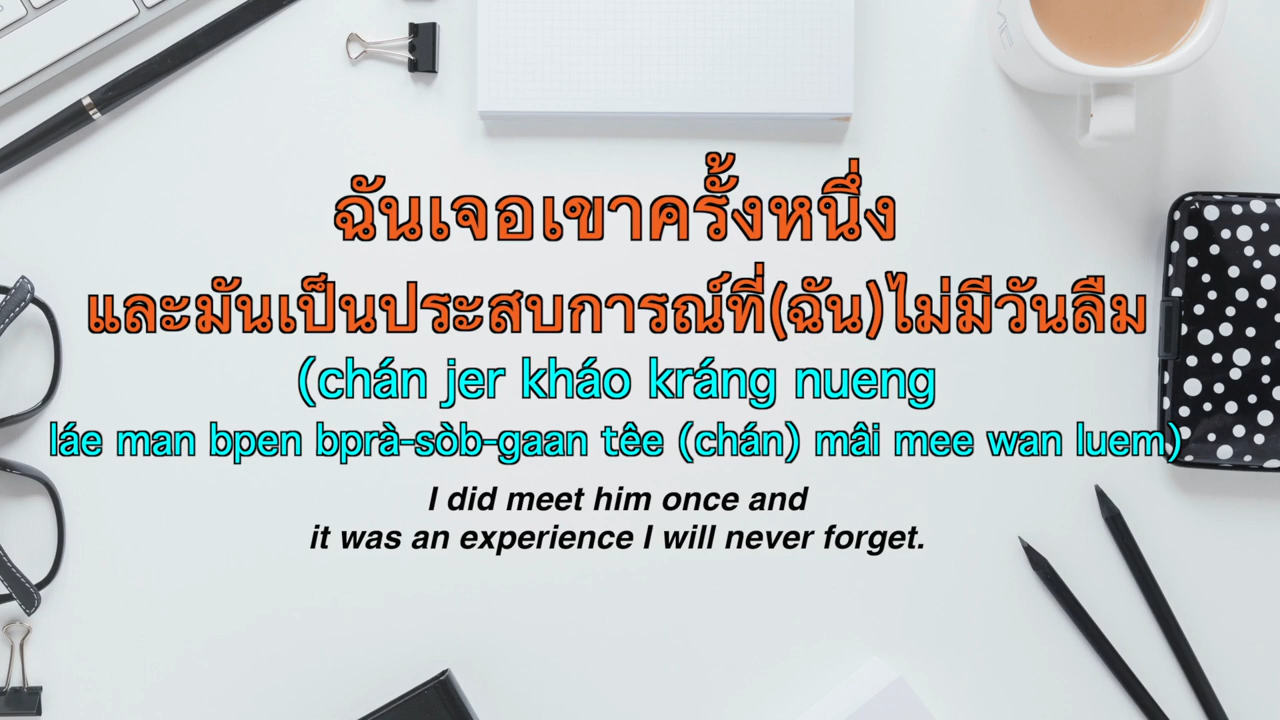 ฉันเจอเขาครั้งหนึ่ง
และมันเป็นประสบการณ์ที่(ฉัน)ไม่มีวันลืม
(chán jer kháo kráng nueng
láe man bpen bprà-sòb-gaan têe (chán) mâi mee wan luem)
I did meet him once and
it was an experience I will never forget.